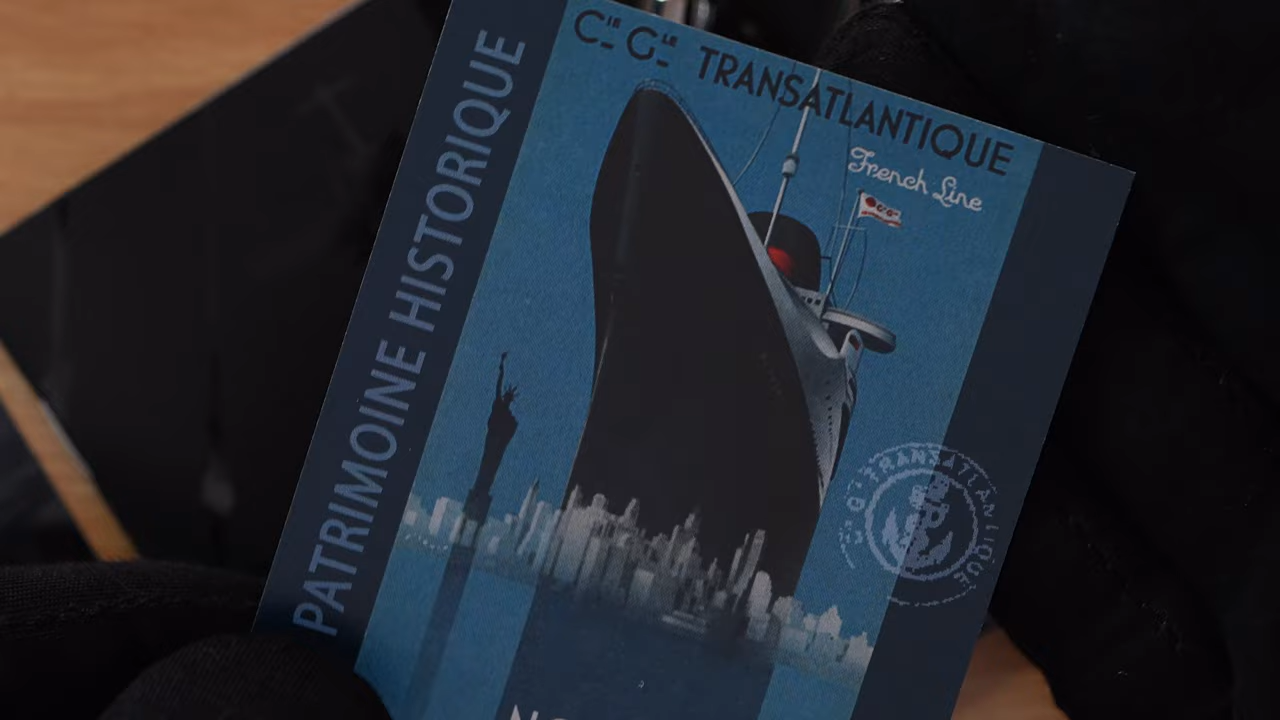 PATRIMOINE HISTORIQUE
Cie Gle TRANSATLANTIQUE
French Line
Cie Gle TRANSATLANTIQUE